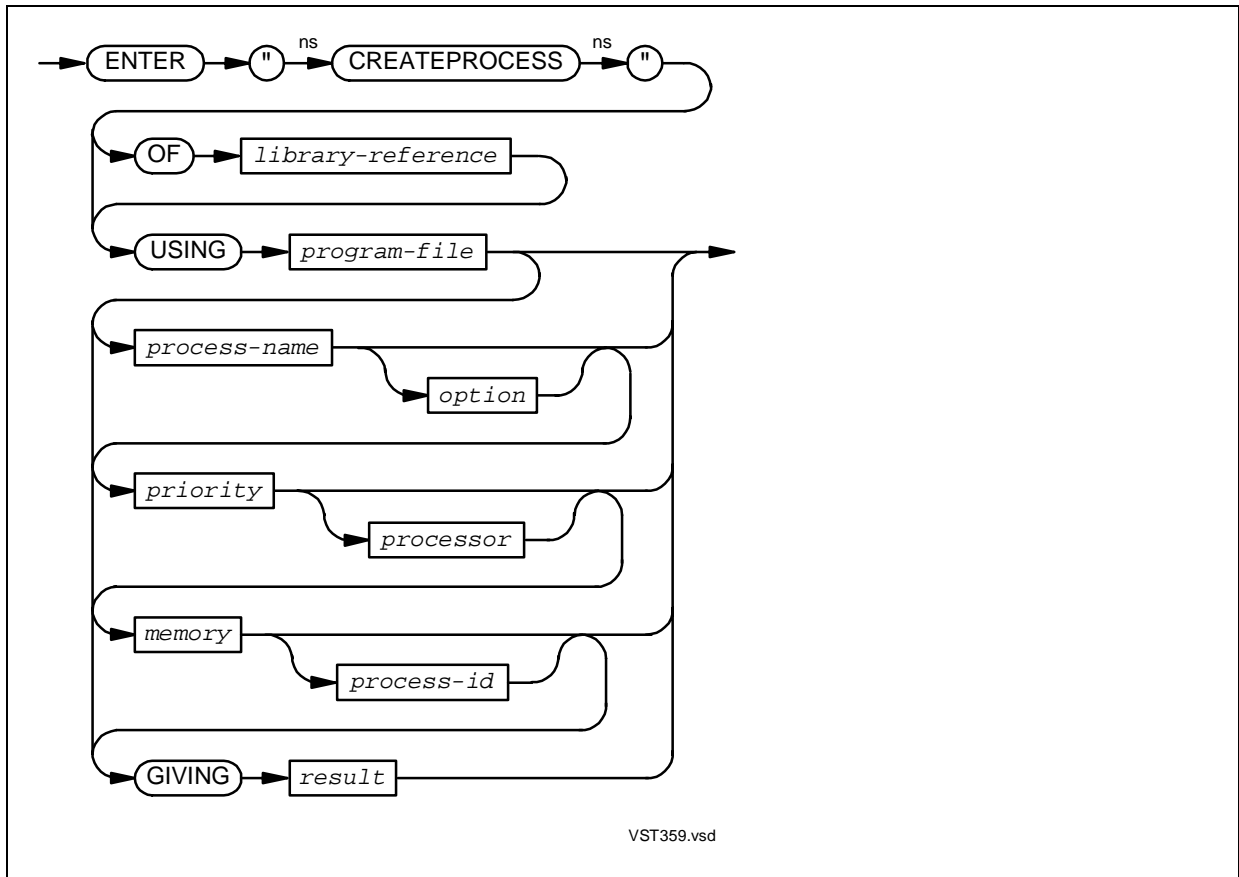 ns ns
ENTER " CREATEPROCESS "
OF library-reference
USING program-file
process-name
option
priority
processor
memory
process-id
GIVING result
VST359.vsd